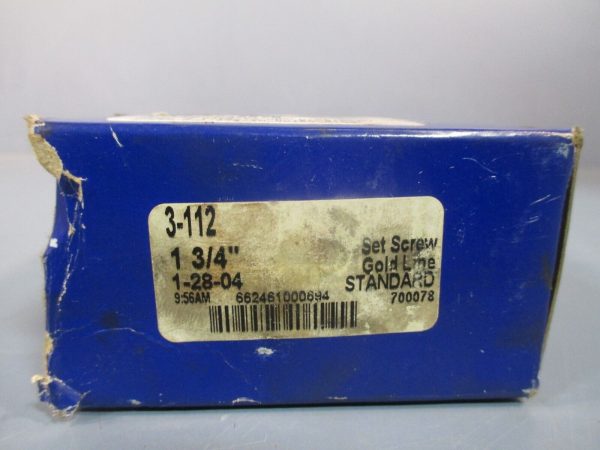 3-112
1 3/4" Set Screw
1-28-04 Gold Line
9:56AM 662461000694 STANDARD
700078